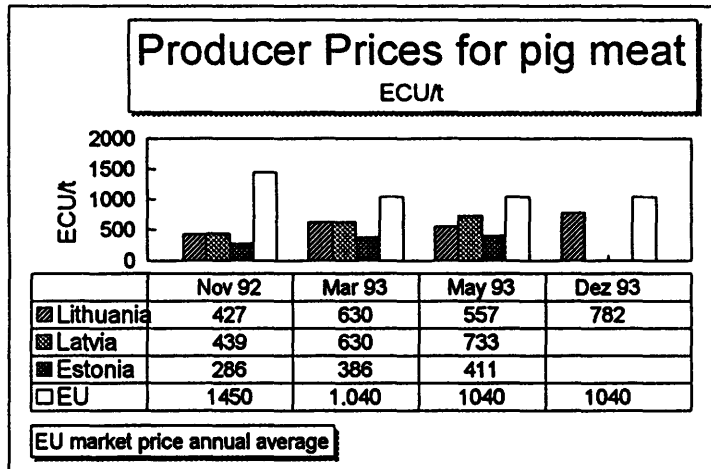 Producer Prices for pig meat
ECU/t
2000
1500
1000
500
0
ECU/t
Nov 92 Mar 93 May 93 Dez 93
Lithuania 427 630 557 782
Latvia 439 630 733
Estonia 286 386 411
EU 1450 1.040 1040 1040
EU market price annual average